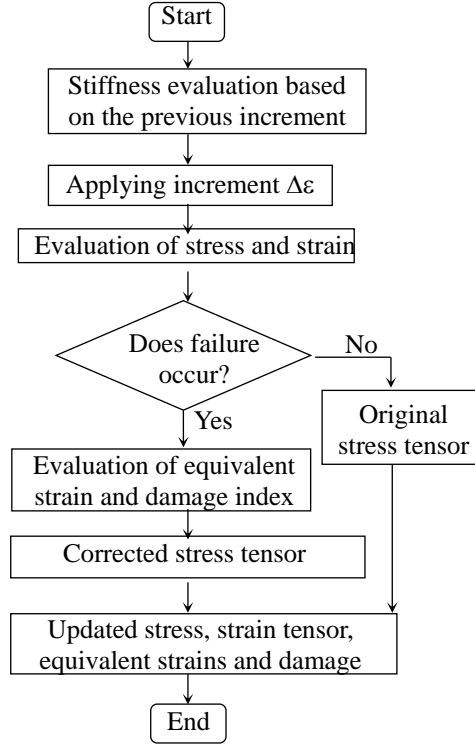 Start
Stiffness evaluation based
on the previous increment
Applying increment Δε
Evaluation of stress and strain
Does failure
occur?
No
Yes
Original
stress tensor
Evaluation of equivalent
strain and damage index
Corrected stress tensor
Updated stress, strain tensor,
equivalent strains and damage
End